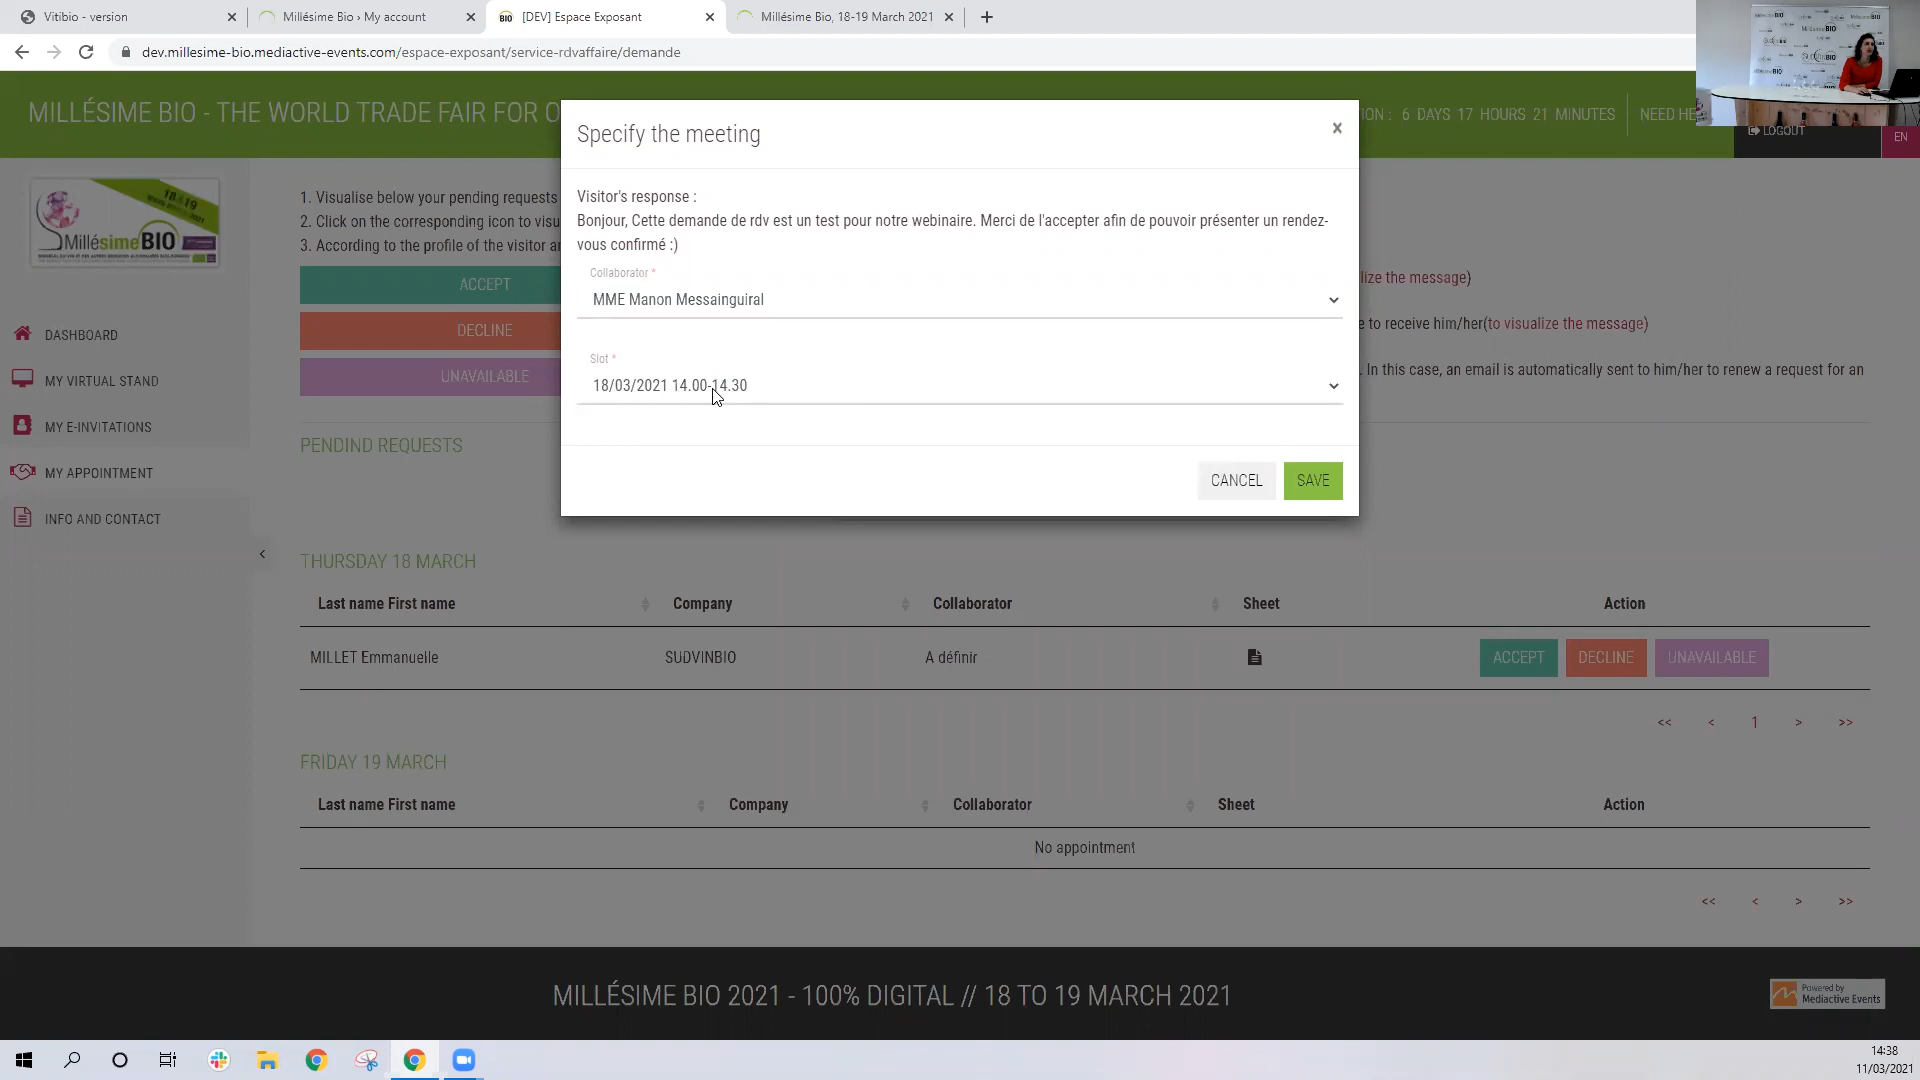 Vitibio - version
Millésime Bio › My account
[DEV] Espace Exposant
Millésime Bio, 18-19 March 2021
dev.millesime-bio.mediactive-events.com/espace-exposant/service-rdvaffaire/demande
MILLÉSIME BIO - THE WORLD TRADE FAIR FOR O
ION : 6 DAYS 17 HOURS 21 MINUTES
NEED HE
LOGOUT
EN
MillésimeBIO
DASHBOARD
MY VIRTUAL STAND
MY E-INVITATIONS
MY APPOINTMENT
INFO AND CONTACT
1. Visualise below your pending requests
2. Click on the corresponding icon to visu
3. According to the profile of the visitor an
ACCEPT
lize the message)
DECLINE
e to receive him/her(to visualize the message)
UNAVAILABLE
. In this case, an email is automatically sent to him/her to renew a request for an
Specify the meeting
×
Visitor's response :
Bonjour, Cette demande de rdv est un test pour notre webinaire. Merci de l'accepter afin de pouvoir présenter un rendez-
vous confirmé :)
Collaborator *
MME Manon Messainguiral
Slot *
18/03/2021 14.00-14.30
CANCEL
SAVE
PENDIND REQUESTS
THURSDAY 18 MARCH
Last name First name Company Collaborator Sheet Action
MILLET Emmanuelle SUDVINBIO A définir ACCEPT DECLINE UNAVAILABLE
<< < 1 > >>
FRIDAY 19 MARCH
Last name First name Company Collaborator Sheet Action
No appointment
<< < > >>
MILLÉSIME BIO 2021 - 100% DIGITAL // 18 TO 19 MARCH 2021
Powered by
Mediactive Events
14:38
11/03/2021